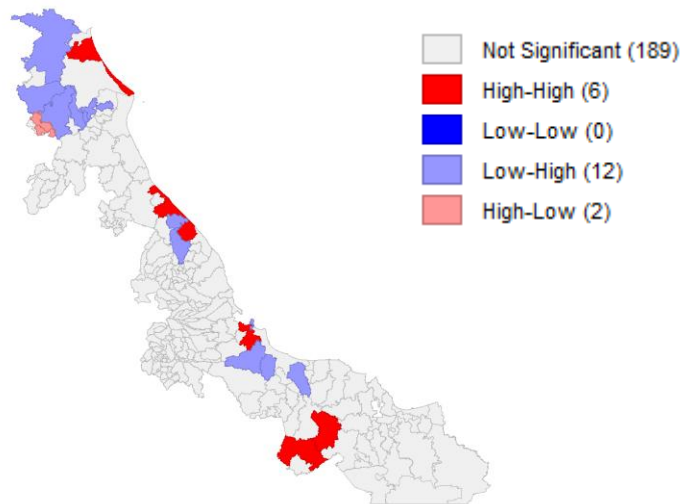 Not Significant (189)
High-High (6)
Low-Low (0)
Low-High (12)
High-Low (2)